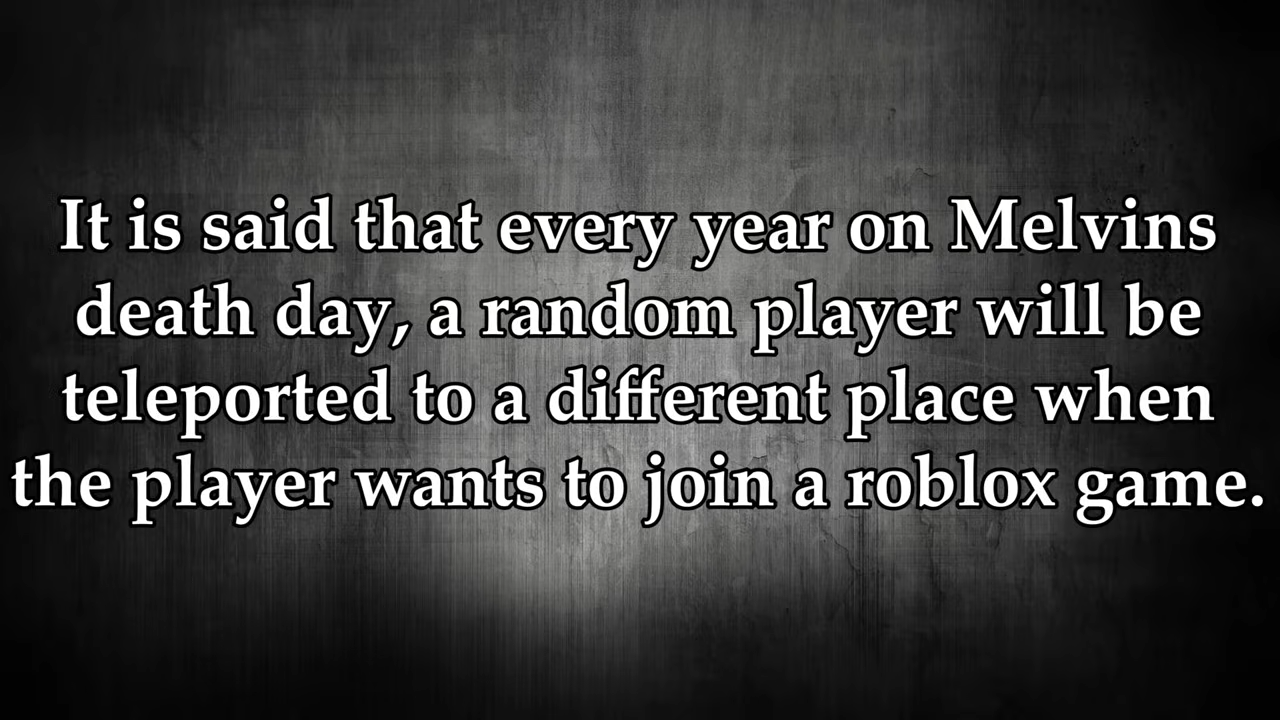 It is said that every year on Melvins
death day, a random player will be
teleported to a different place when
the player wants to join a roblox game.